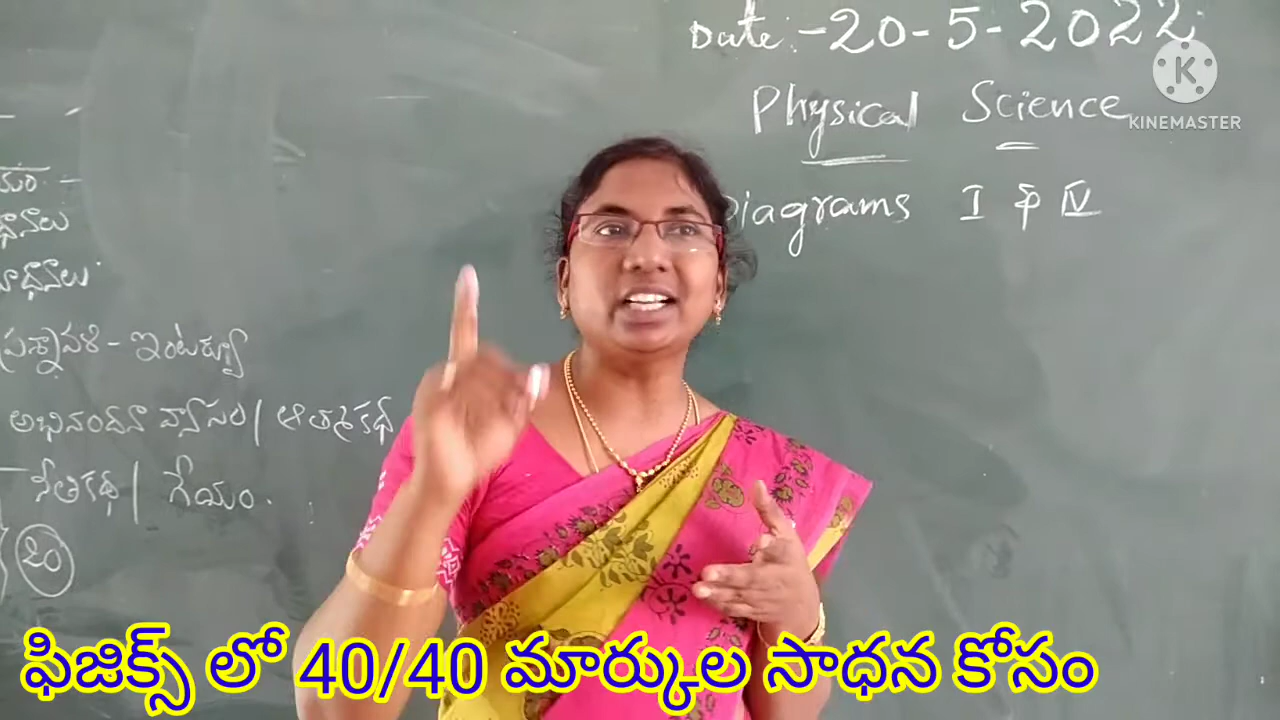 Date:-20-5-2022
Physical Science
Diagrams I & IV
KINEMASTER
ప్రశ్నావళి - ఇంటర్వ్యూ
అభినందనా వ్యాసం / ఆత్మకథ
గేయం.
20
ఫిజిక్స్ లో 40/40 మార్కుల సాధన కోసం